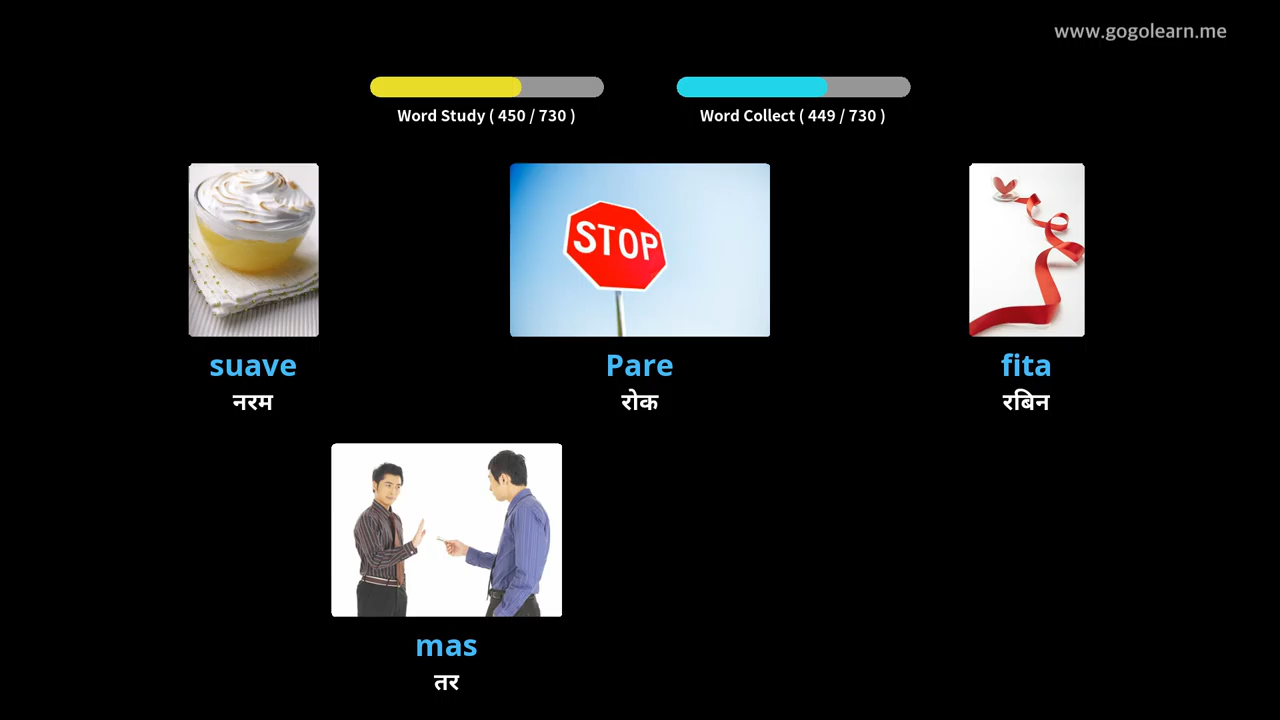 www.gogolearn.me
Word Study ( 450 / 730 )
Word Collect ( 449 / 730 )
STOP
suave
नरम
Pare
रोक
fita
रबिन
mas
तर